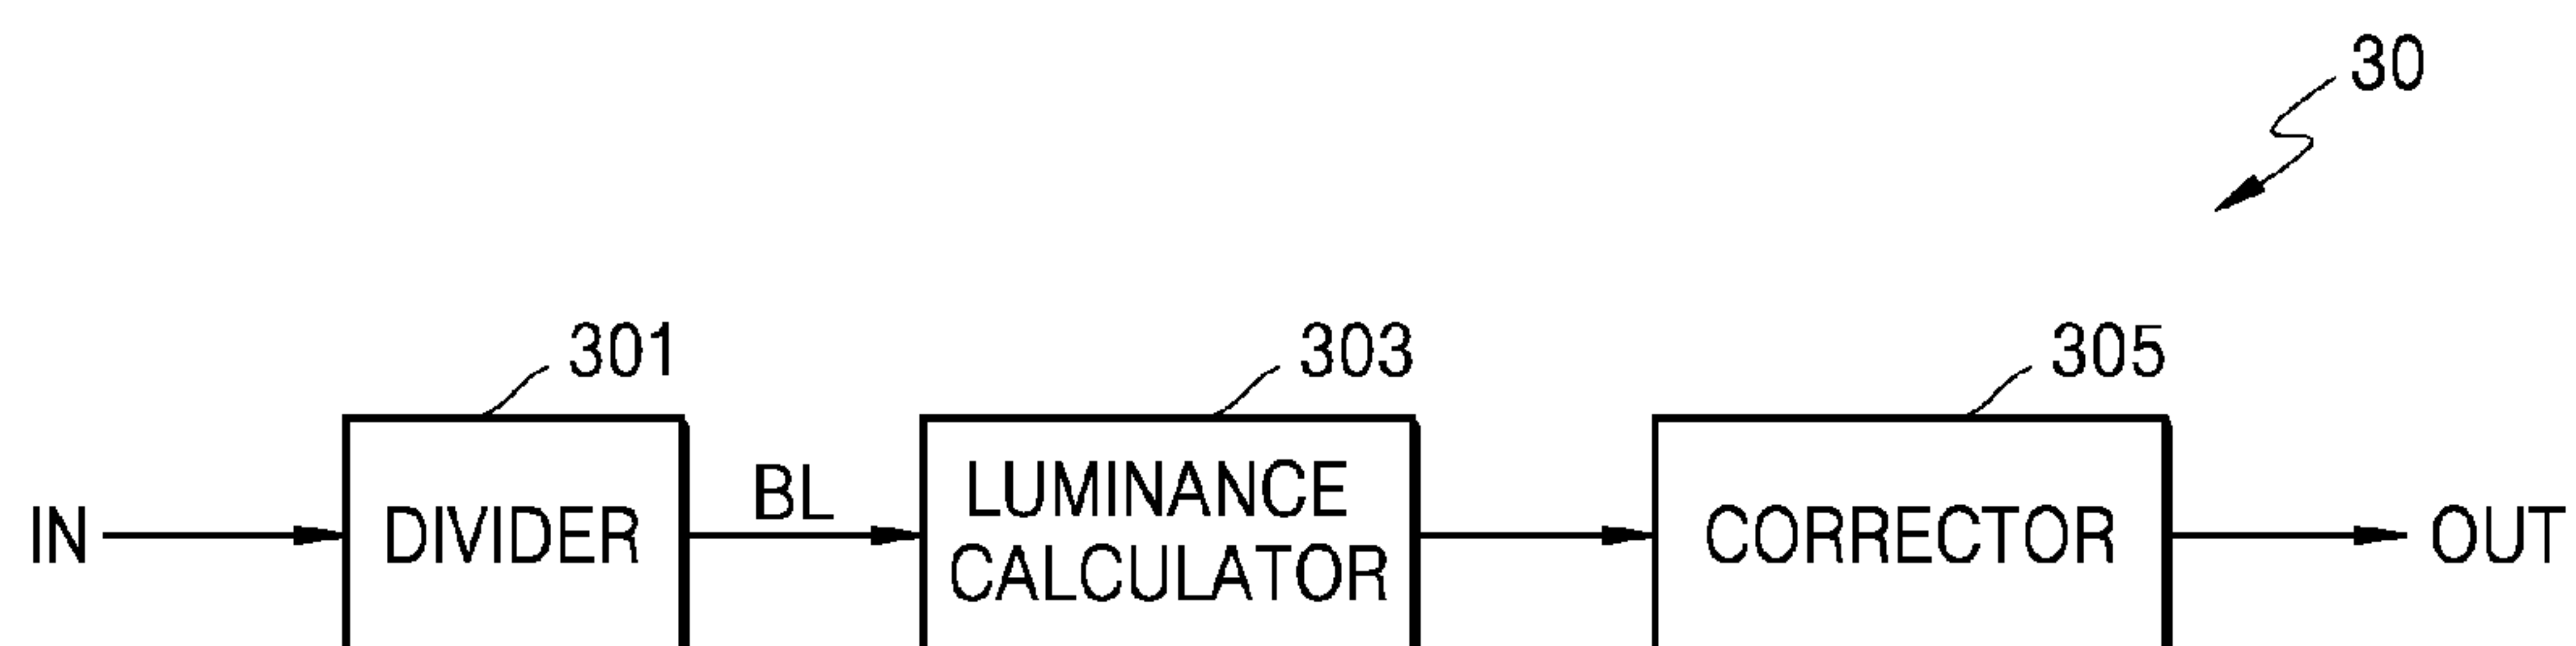 30
301
303
305
IN
DIVIDER
BL
LUMINANCE
CALCULATOR
CORRECTOR
OUT